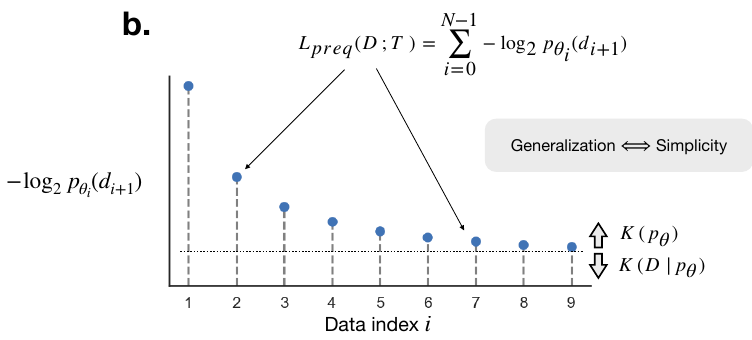 b.
L_{preq}(D ; T ) = \sum_{i=0}^{N-1} -\log_2 p_{\theta_i}(d_{i+1})
Generalization ⟺ Simplicity
-\log_2 p_{\theta_i}(d_{i+1})
K(p_\theta)
K(D | p_\theta)
1 2 3 4 5 6 7 8 9
Data index i